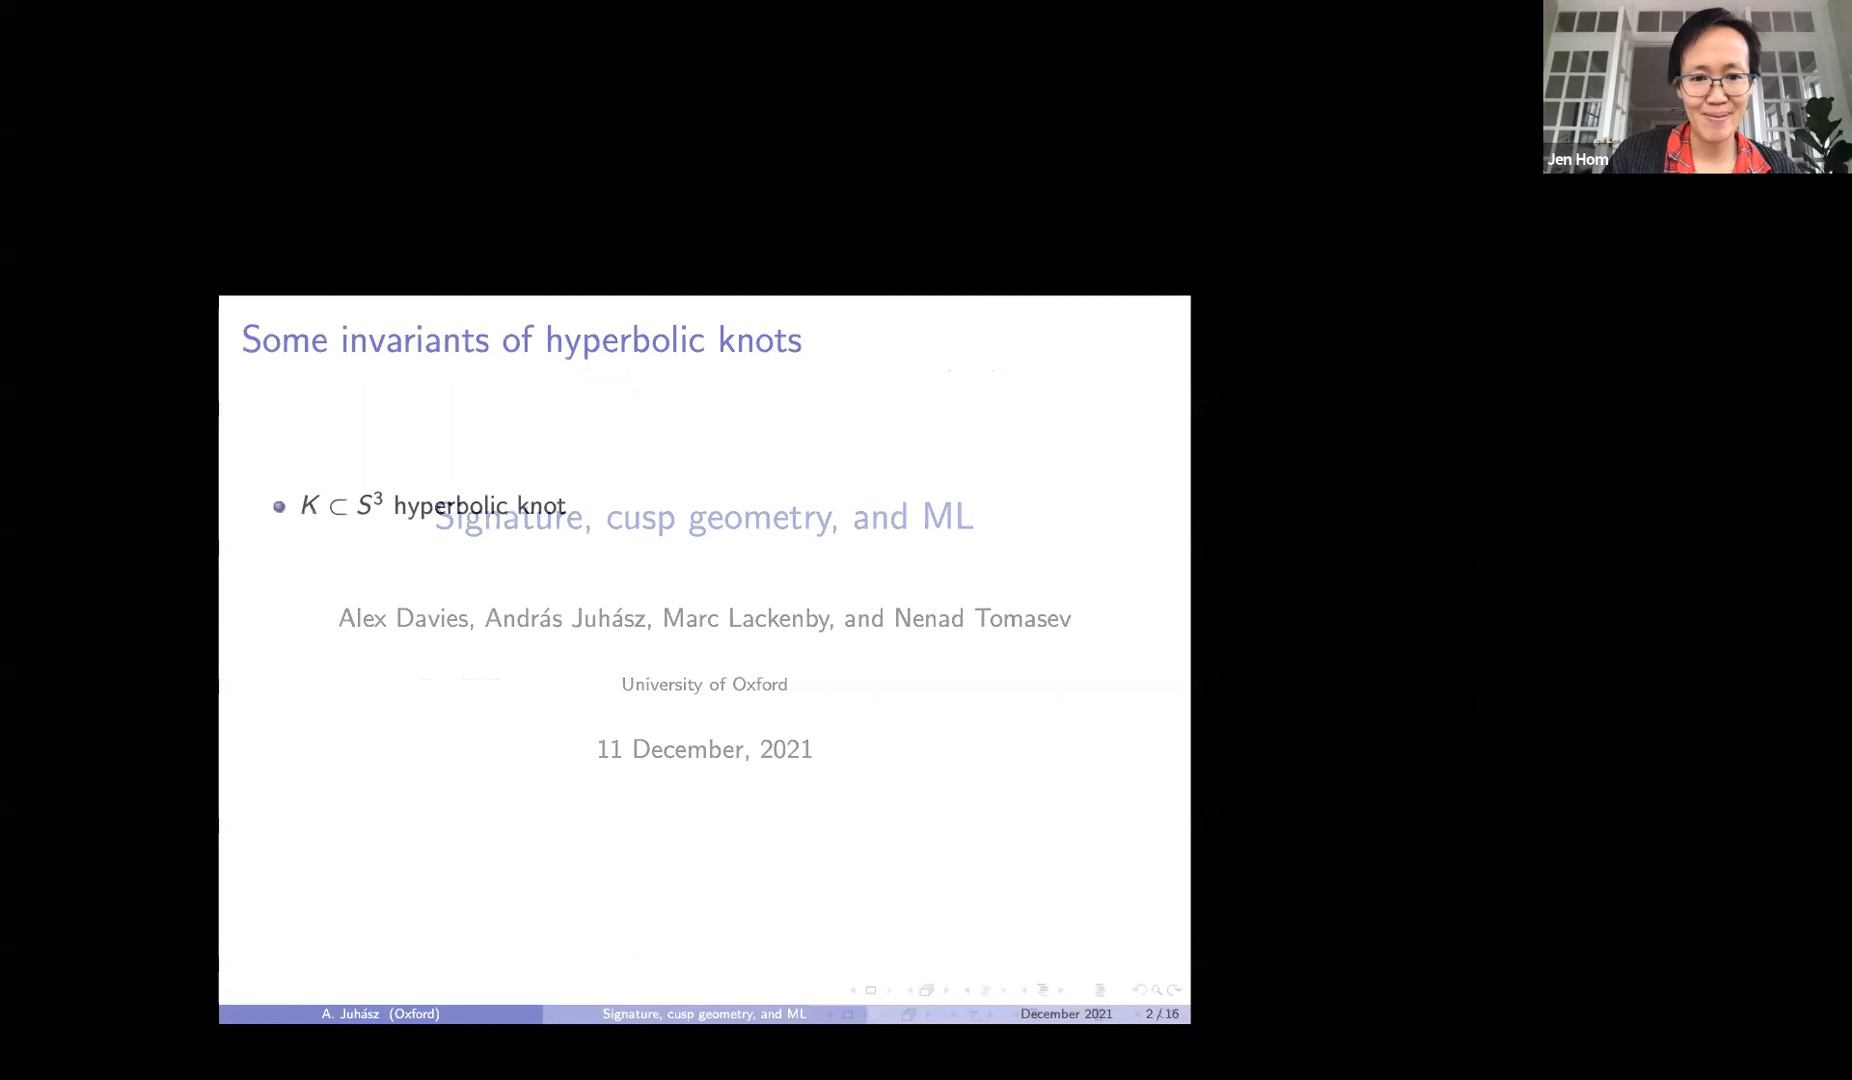 Jen Hom
Some invariants of hyperbolic knots
K ⊂ S³ hyperbolic knot
Signature, cusp geometry, and ML
Alex Davies, András Juhász, Marc Lackenby, and Nenad Tomasev
University of Oxford
11 December, 2021
A. Juhász (Oxford) Signature, cusp geometry, and ML December 2021 2 / 16